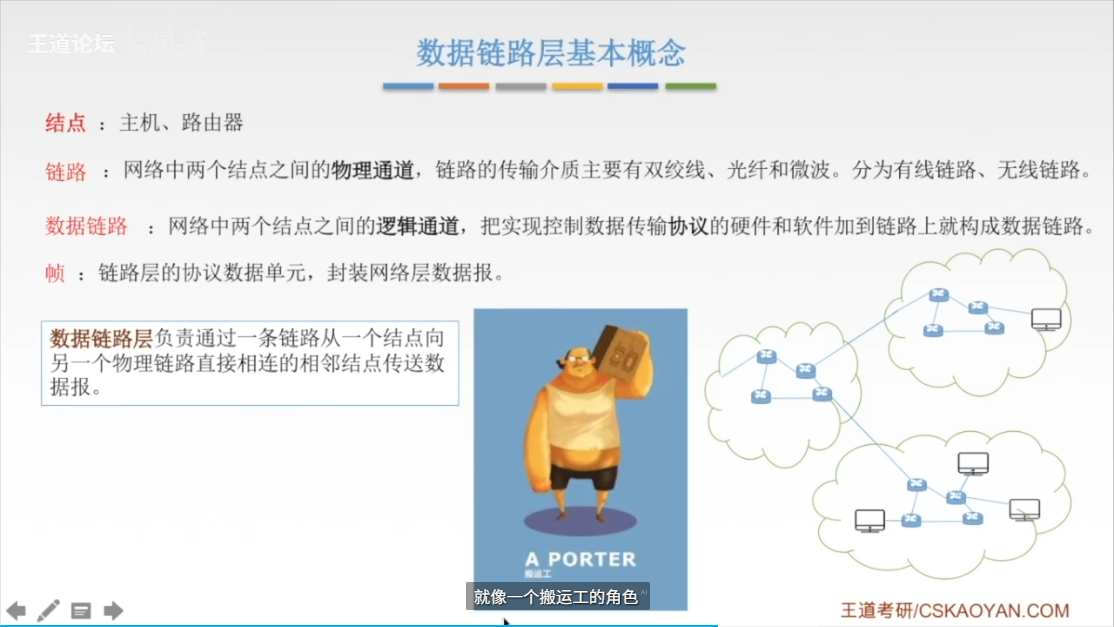 王道论坛
数据链路层基本概念
结点 ：主机、路由器
链路 ：网络中两个结点之间的物理通道，链路的传输介质主要有双绞线、光纤和微波。分为有线链路、无线链路。
数据链路 ：网络中两个结点之间的逻辑通道，把实现控制数据传输协议的硬件和软件加到链路上就构成数据链路。
帧 ：链路层的协议数据单元，封装网络层数据报。
数据链路层负责通过一条链路从一个结点向
另一个物理链路直接相连的相邻结点传送数
据报。
A PORTER
搬运工
就像一个搬运工的角色
AI
王道考研/CSKAOYAN.COM